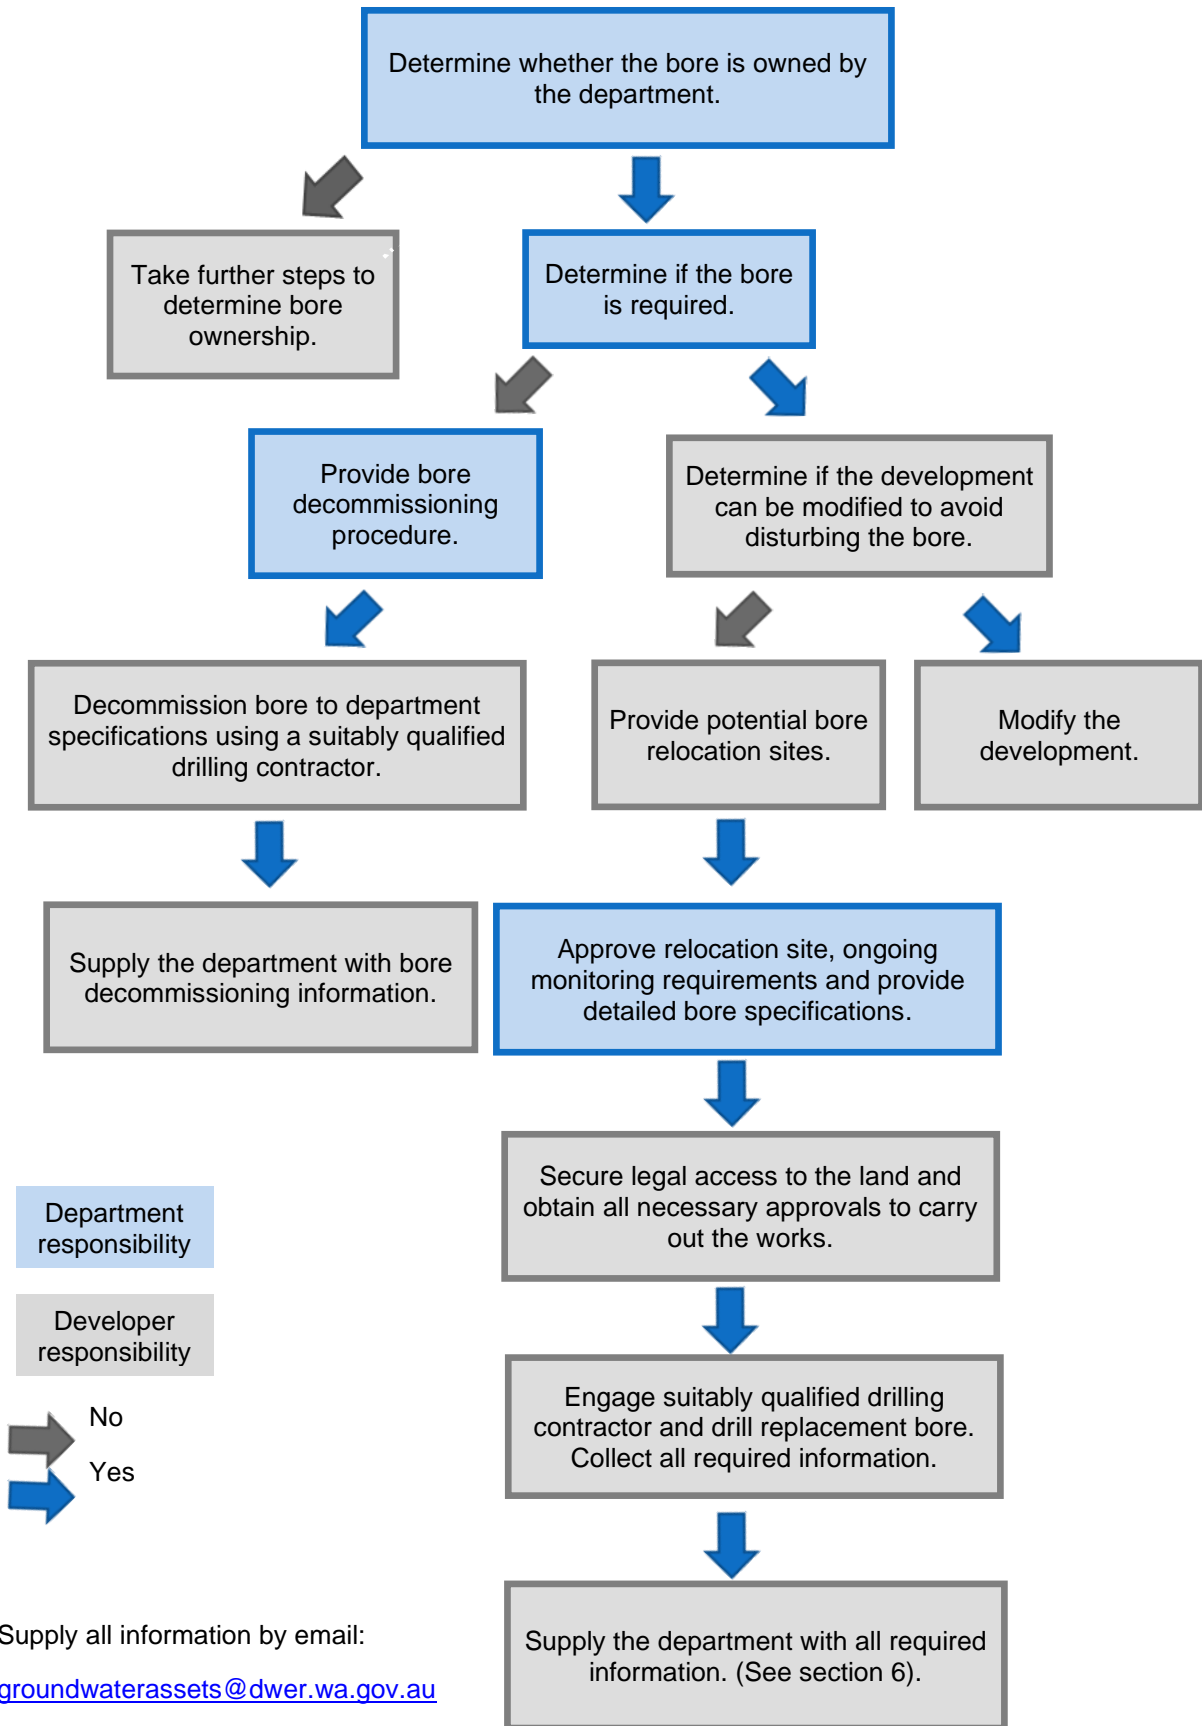 Determine whether the bore is owned by
the department.
Take further steps to
determine bore
ownership.
Determine if the bore
is required.
Provide bore
decommissioning
procedure.
Determine if the development
can be modified to avoid
disturbing the bore.
Decommission bore to department
specifications using a suitably qualified
drilling contractor.
Provide potential bore
relocation sites.
Modify the
development.
Supply the department with bore
decommissioning information.
Approve relocation site, ongoing
monitoring requirements and provide
detailed bore specifications.
Secure legal access to the land and
obtain all necessary approvals to carry
out the works.
Department
responsibility
Developer
responsibility
No
Yes
Engage suitably qualified drilling
contractor and drill replacement bore.
Collect all required information.
Supply all information by email:
groundwaterassets@dwer.wa.gov.au
Supply the department with all required
information. (See section 6).